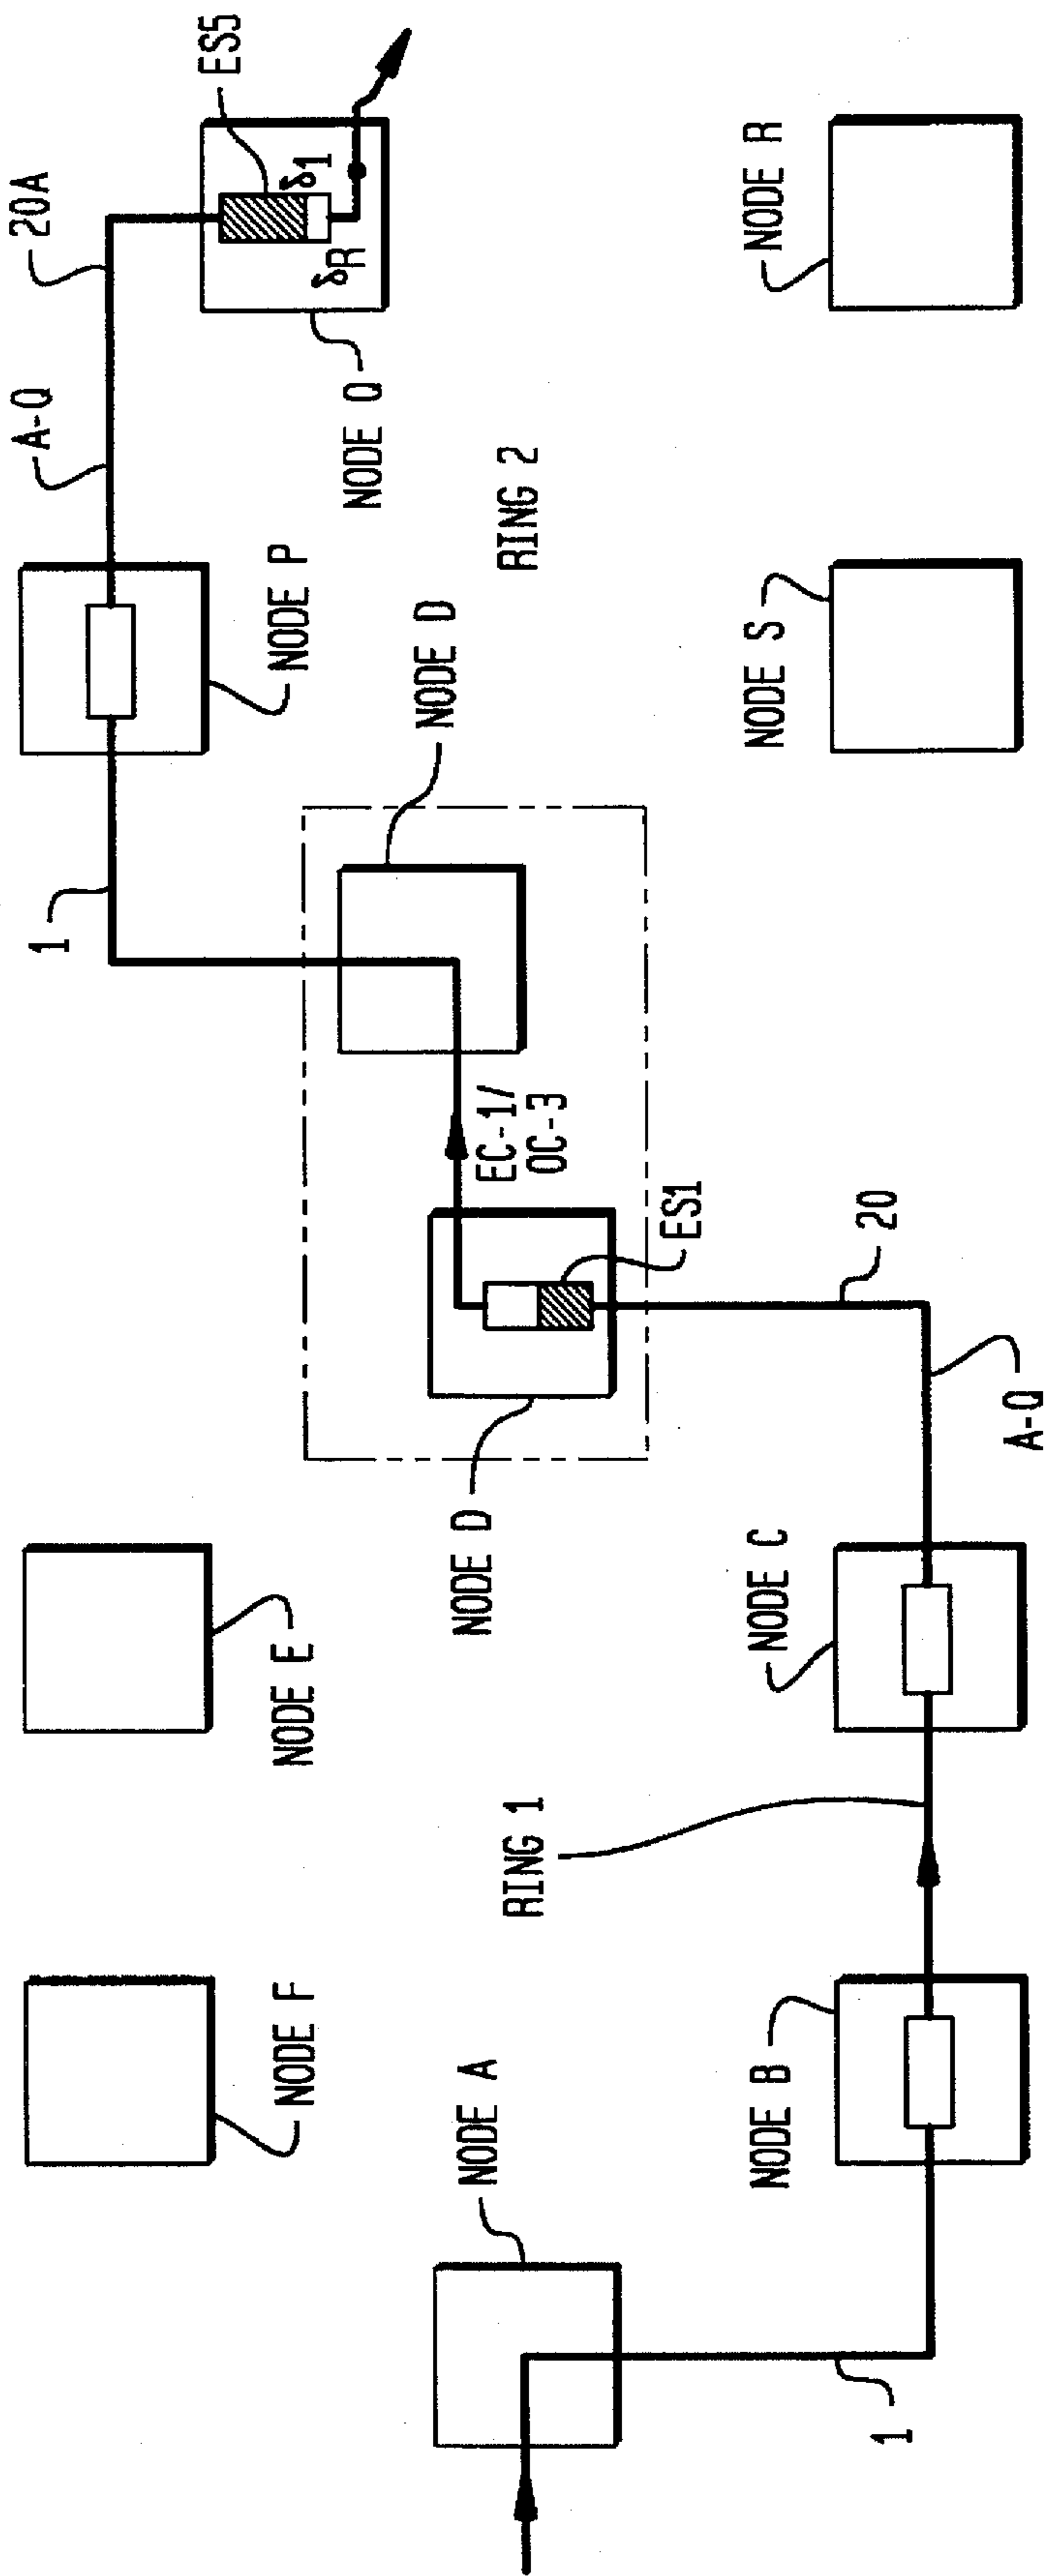 NODE F
NODE E
1
NODE P
A-Q
20A
ES5
δ1
δR
NODE Q
NODE A
NODE D
EC-1/
OC-3
NODE D
RING 2
RING 1
ES1
1
NODE B
NODE C
20
A-Q
NODE S
NODE R